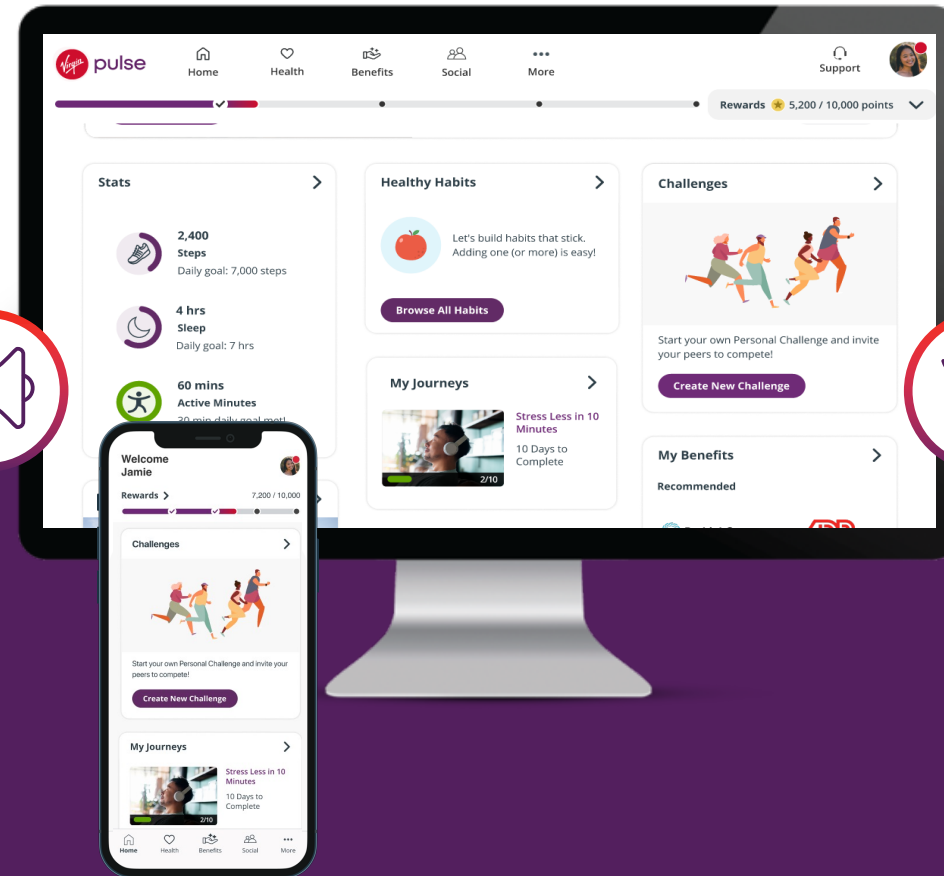 Virgin pulse
Home
Health
Benefits
Social
More
Support
Rewards 5,200 / 10,000 points
Stats
2,400
Steps
Daily goal: 7,000 steps
4 hrs
Sleep
Daily goal: 7 hrs
60 mins
Active Minutes
30 min daily goal met!
Healthy Habits
Let's build habits that stick.
Adding one (or more) is easy!
Browse All Habits
My Journeys
Stress Less in 10
Minutes
10 Days to
Complete
2/10
Challenges
Start your own Personal Challenge and invite
your peers to compete!
Create New Challenge
My Benefits
Recommended
Welcome
Jamie
Rewards
7,200 / 10,000
Challenges
Start your own Personal Challenge and invite your
peers to compete!
Create New Challenge
My Journeys
Stress Less in 10
Minutes
10 Days to
Complete
2/10
Home
Health
Benefits
Social
More